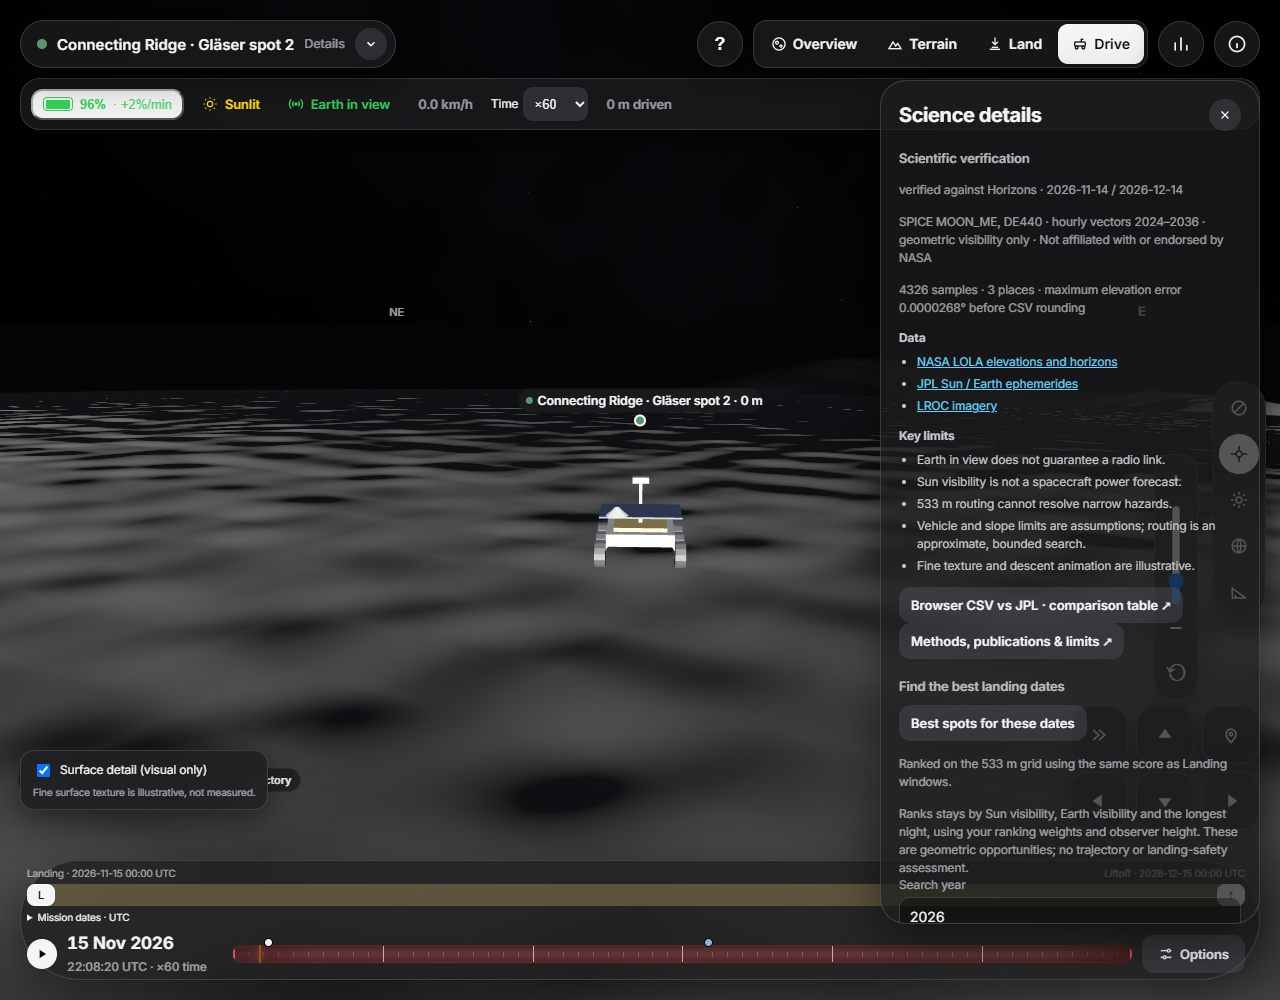 Connecting Ridge · Gläser spot 2 Details
?
Overview
Terrain
Land
Drive
96% · +2%/min
Sunlit
Earth in view
0.0 km/h
Time
×60
0 m driven
Science details
×
Scientific verification
verified against Horizons · 2026-11-14 / 2026-12-14
SPICE MOON_ME, DE440 · hourly vectors 2024–2036 ·
geometric visibility only · Not affiliated with or endorsed by
NASA
4326 samples · 3 places · maximum elevation error
0.0000268° before CSV rounding
Data
• NASA LOLA elevations and horizons
• JPL Sun / Earth ephemerides
• LROC imagery
Key limits
• Earth in view does not guarantee a radio link.
• Sun visibility is not a spacecraft power forecast.
• 533 m routing cannot resolve narrow hazards.
• Vehicle and slope limits are assumptions; routing is an
approximate, bounded search.
• Fine texture and descent animation are illustrative.
Browser CSV vs JPL · comparison table ↗
Methods, publications & limits ↗
Find the best landing dates
Best spots for these dates
Ranked on the 533 m grid using the same score as Landing
windows.
Ranks stays by Sun visibility, Earth visibility and the longest
night, using your ranking weights and observer height. These
are geometric opportunities; no trajectory or landing-safety
assessment.
Search year
2026
NE
E
Connecting Ridge · Gläser spot 2 · 0 m
Surface detail (visual only)
Fine surface texture is illustrative, not measured.
ctory
Landing · 2026-11-15 00:00 UTC
Liftoff · 2026-12-15 00:00 UTC
L
Mission dates · UTC
15 Nov 2026
22:08:20 UTC · ×60 time
Options